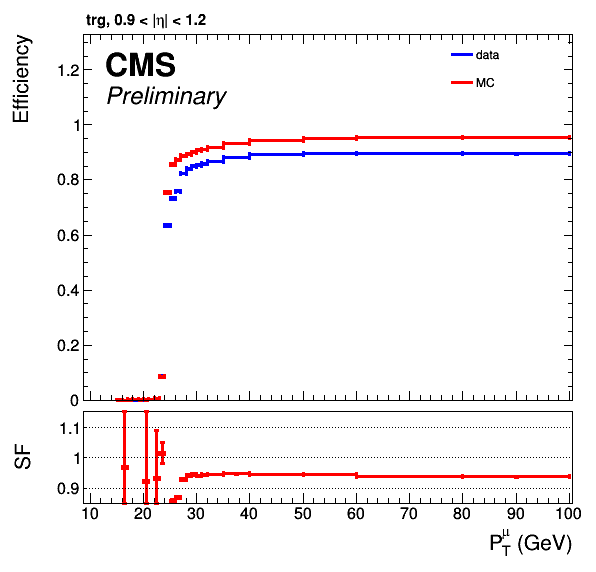 trg, 0.9 < |η| < 1.2
CMS
Preliminary
data
MC
Efficiency
1.2
1
0.8
0.6
0.4
0.2
0
SF
1.1
1
0.9
10 20 30 40 50 60 70 80 90 100
P_T^μ (GeV)